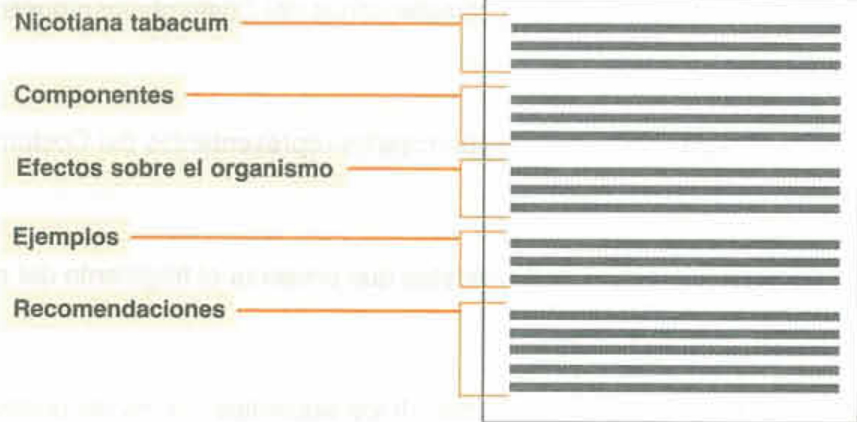 Nicotiana tabacum
Componentes
Efectos sobre el organismo
Ejemplos
Recomendaciones